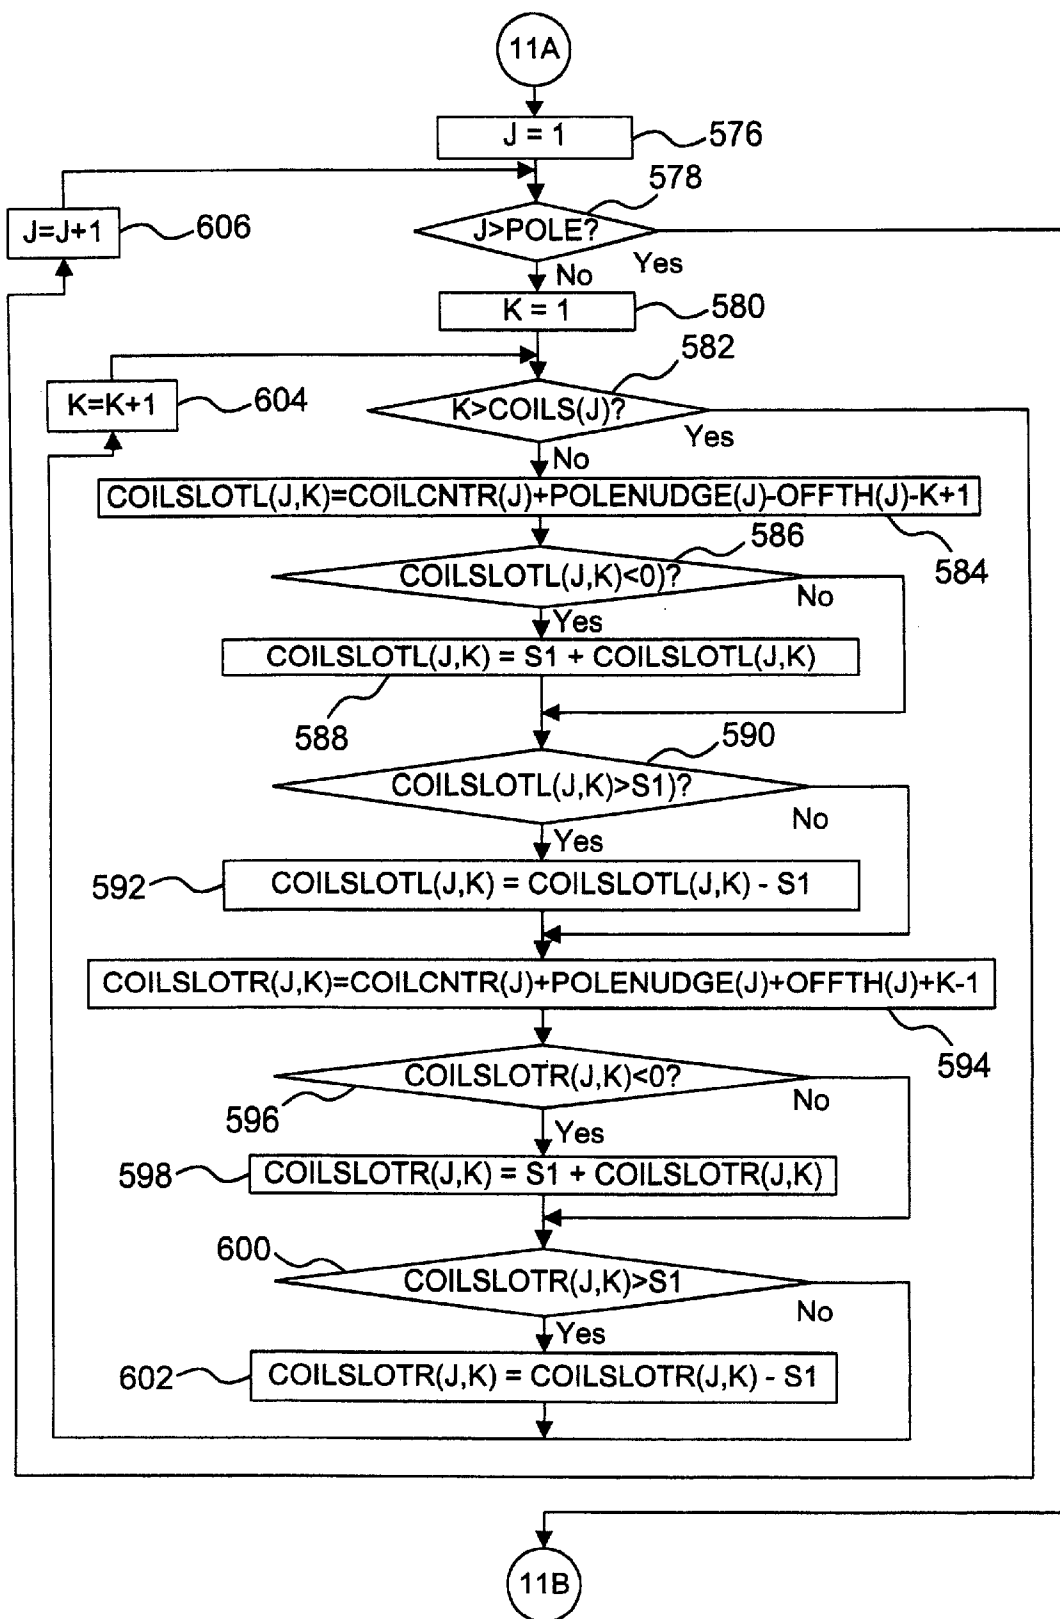 11A
J = 1
576
578
J=J+1
606
J>POLE?
Yes
No
K = 1
580
582
K=K+1
604
K>COILS(J)?
Yes
No
COILSLOTL(J,K)=COILCNTR(J)+POLENUDGE(J)-OFFTH(J)-K+1
586
584
COILSLOTL(J,K)<0)?
No
Yes
COILSLOTL(J,K) = S1 + COILSLOTL(J,K)
588
590
COILSLOTL(J,K)>S1)?
No
Yes
592
COILSLOTL(J,K) = COILSLOTL(J,K) - S1
COILSLOTR(J,K)=COILCNTR(J)+POLENUDGE(J)+OFFTH(J)+K-1
594
COILSLOTR(J,K)<0?
596
No
Yes
598
COILSLOTR(J,K) = S1 + COILSLOTR(J,K)
600
COILSLOTR(J,K)>S1
No
Yes
602
COILSLOTR(J,K) = COILSLOTR(J,K) - S1
11B